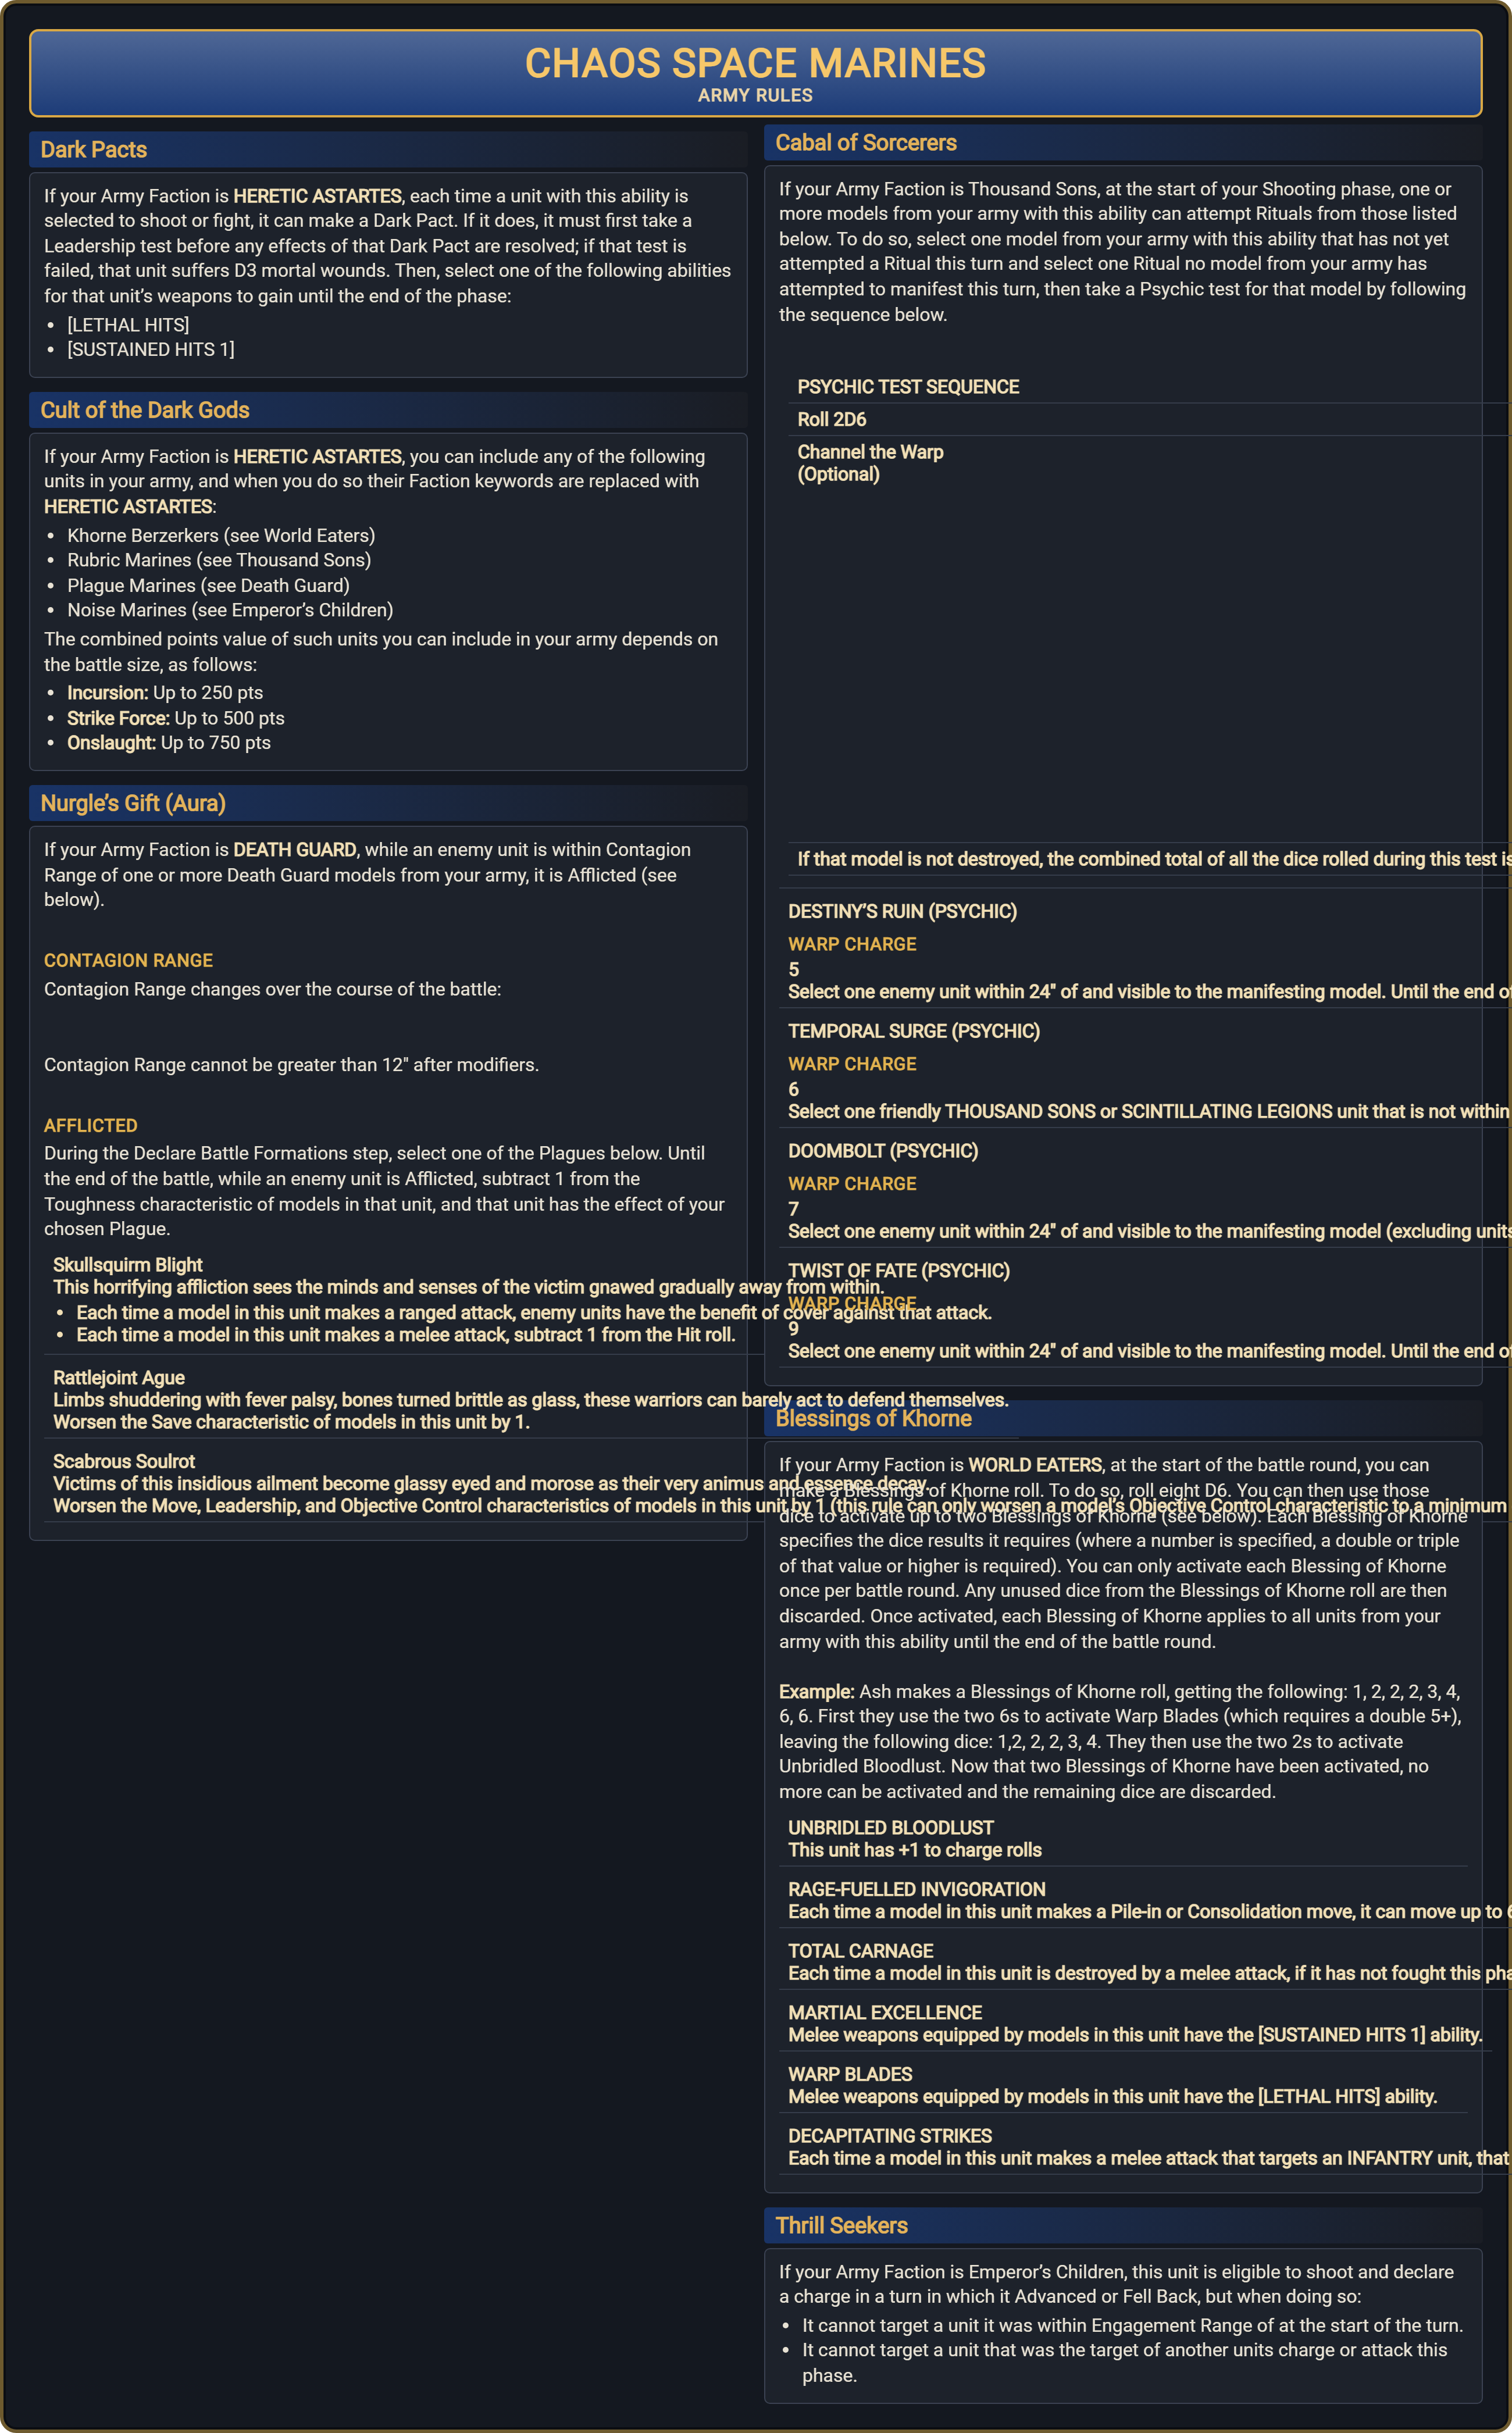 CHAOS SPACE MARINES
ARMY RULES
Dark Pacts
If your Army Faction is HERETIC ASTARTES, each time a unit with this ability is
selected to shoot or fight, it can make a Dark Pact. If it does, it must first take a
Leadership test before any effects of that Dark Pact are resolved; if that test is
failed, that unit suffers D3 mortal wounds. Then, select one of the following abilities
for that unit’s weapons to gain until the end of the phase:
• [LETHAL HITS]
• [SUSTAINED HITS 1]
Cult of the Dark Gods
If your Army Faction is HERETIC ASTARTES, you can include any of the following
units in your army, and when you do so their Faction keywords are replaced with
HERETIC ASTARTES:
• Khorne Berzerkers (see World Eaters)
• Rubric Marines (see Thousand Sons)
• Plague Marines (see Death Guard)
• Noise Marines (see Emperor’s Children)
The combined points value of such units you can include in your army depends on
the battle size, as follows:
• Incursion: Up to 250 pts
• Strike Force: Up to 500 pts
• Onslaught: Up to 750 pts
Nurgle’s Gift (Aura)
If your Army Faction is DEATH GUARD, while an enemy unit is within Contagion
Range of one or more Death Guard models from your army, it is Afflicted (see
below).
CONTAGION RANGE
Contagion Range changes over the course of the battle:
Contagion Range cannot be greater than 12" after modifiers.
AFFLICTED
During the Declare Battle Formations step, select one of the Plagues below. Until
the end of the battle, while an enemy unit is Afflicted, subtract 1 from the
Toughness characteristic of models in that unit, and that unit has the effect of your
chosen Plague.
Skullsquirm Blight
This horrifying affliction sees the minds and senses of the victim gnawed gradually away from within.
• Each time a model in this unit makes a ranged attack, enemy units have the benefit of cover against that attack.
• Each time a model in this unit makes a melee attack, subtract 1 from the Hit roll.
Rattlejoint Ague
Limbs shuddering with fever palsy, bones turned brittle as glass, these warriors can barely act to defend themselves.
Worsen the Save characteristic of models in this unit by 1.
Scabrous Soulrot
Victims of this insidious ailment become glassy eyed and morose as their very animus and essence decay.
Worsen the Move, Leadership, and Objective Control characteristics of models in this unit by 1 (this rule can only worsen a model’s Objective Control characteristic to a minimum
Cabal of Sorcerers
If your Army Faction is Thousand Sons, at the start of your Shooting phase, one or
more models from your army with this ability can attempt Rituals from those listed
below. To do so, select one model from your army with this ability that has not yet
attempted a Ritual this turn and select one Ritual no model from your army has
attempted to manifest this turn, then take a Psychic test for that model by following
the sequence below.
PSYCHIC TEST SEQUENCE
Roll 2D6
Channel the Warp
(Optional)
If that model is not destroyed, the combined total of all the dice rolled during this test is
DESTINY’S RUIN (PSYCHIC)
WARP CHARGE
5
Select one enemy unit within 24" of and visible to the manifesting model. Until the end of
TEMPORAL SURGE (PSYCHIC)
WARP CHARGE
6
Select one friendly THOUSAND SONS or SCINTILLATING LEGIONS unit that is not within
DOOMBOLT (PSYCHIC)
WARP CHARGE
7
Select one enemy unit within 24" of and visible to the manifesting model (excluding units
TWIST OF FATE (PSYCHIC)
WARP CHARGE
9
Select one enemy unit within 24" of and visible to the manifesting model. Until the end of
Blessings of Khorne
If your Army Faction is WORLD EATERS, at the start of the battle round, you can
make a Blessings of Khorne roll. To do so, roll eight D6. You can then use those
dice to activate up to two Blessings of Khorne (see below). Each Blessing of Khorne
specifies the dice results it requires (where a number is specified, a double or triple
of that value or higher is required). You can only activate each Blessing of Khorne
once per battle round. Any unused dice from the Blessings of Khorne roll are then
discarded. Once activated, each Blessing of Khorne applies to all units from your
army with this ability until the end of the battle round.
Example: Ash makes a Blessings of Khorne roll, getting the following: 1, 2, 2, 2, 3, 4,
6, 6. First they use the two 6s to activate Warp Blades (which requires a double 5+),
leaving the following dice: 1,2, 2, 2, 3, 4. They then use the two 2s to activate
Unbridled Bloodlust. Now that two Blessings of Khorne have been activated, no
more can be activated and the remaining dice are discarded.
UNBRIDLED BLOODLUST
This unit has +1 to charge rolls
RAGE-FUELLED INVIGORATION
Each time a model in this unit makes a Pile-in or Consolidation move, it can move up to 6
TOTAL CARNAGE
Each time a model in this unit is destroyed by a melee attack, if it has not fought this pha
MARTIAL EXCELLENCE
Melee weapons equipped by models in this unit have the [SUSTAINED HITS 1] ability.
WARP BLADES
Melee weapons equipped by models in this unit have the [LETHAL HITS] ability.
DECAPITATING STRIKES
Each time a model in this unit makes a melee attack that targets an INFANTRY unit, that
Thrill Seekers
If your Army Faction is Emperor’s Children, this unit is eligible to shoot and declare
a charge in a turn in which it Advanced or Fell Back, but when doing so:
• It cannot target a unit it was within Engagement Range of at the start of the turn.
• It cannot target a unit that was the target of another units charge or attack this
phase.